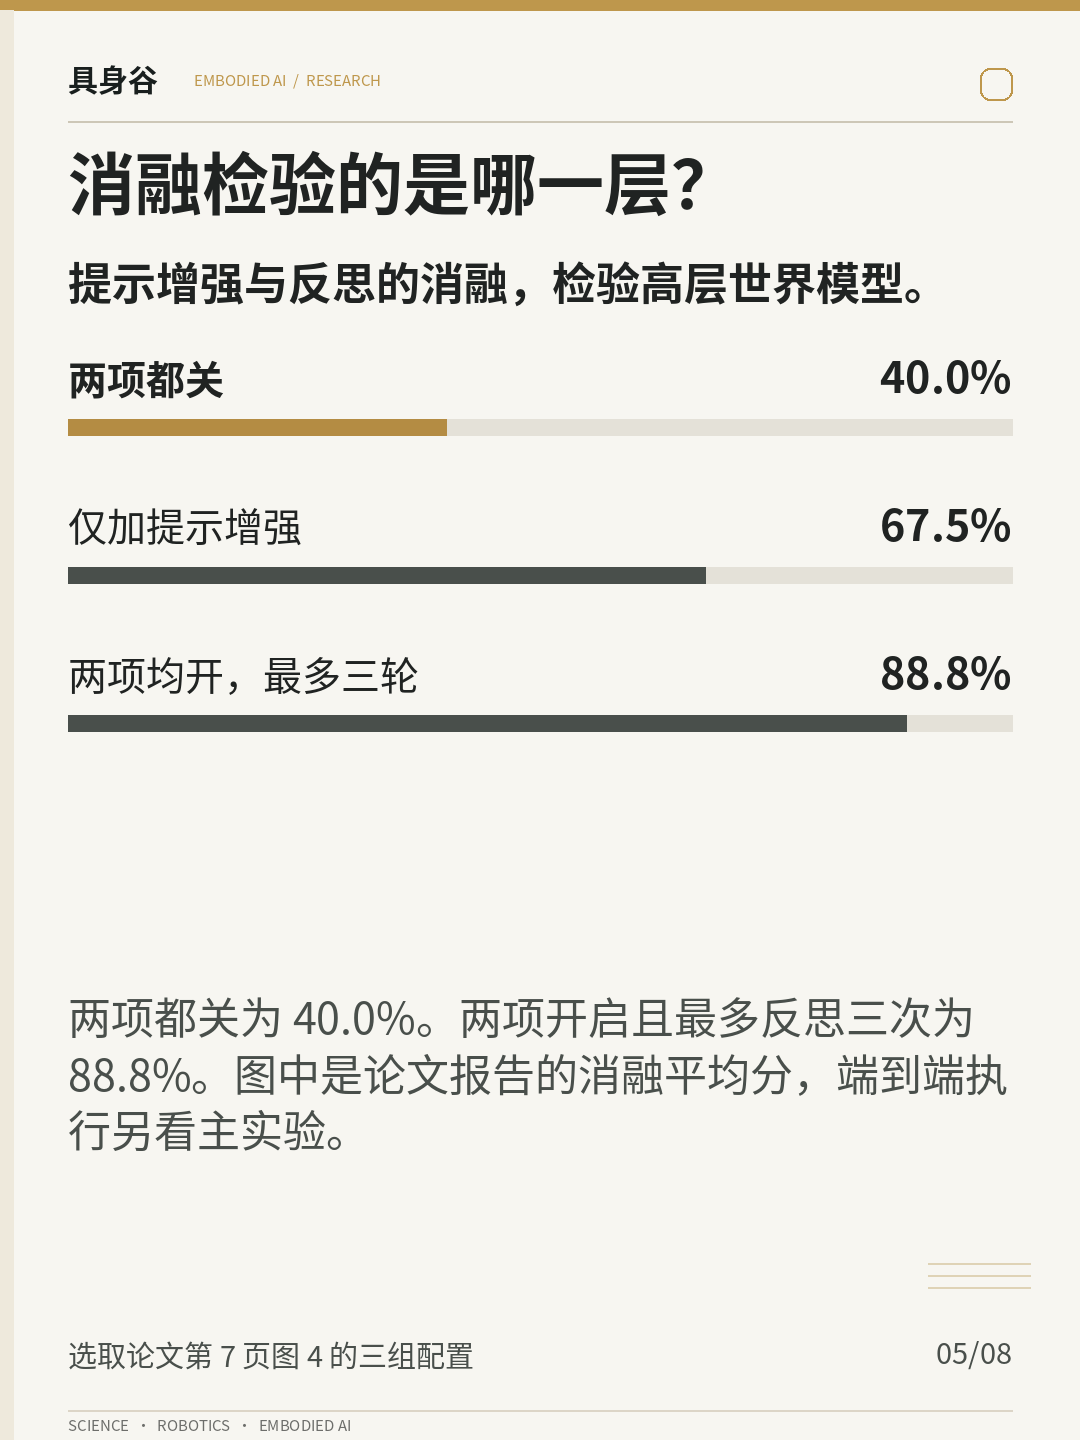 具身谷 EMBODIED AI / RESEARCH
消融检验的是哪一层？
提示增强与反思的消融，检验高层世界模型。
两项都关 40.0%
仅加提示增强 67.5%
两项均开，最多三轮 88.8%
两项都关为 40.0%。两项开启且最多反思三次为
88.8%。图中是论文报告的消融平均分，端到端执
行另看主实验。
选取论文第 7 页图 4 的三组配置 05/08
SCIENCE · ROBOTICS · EMBODIED AI